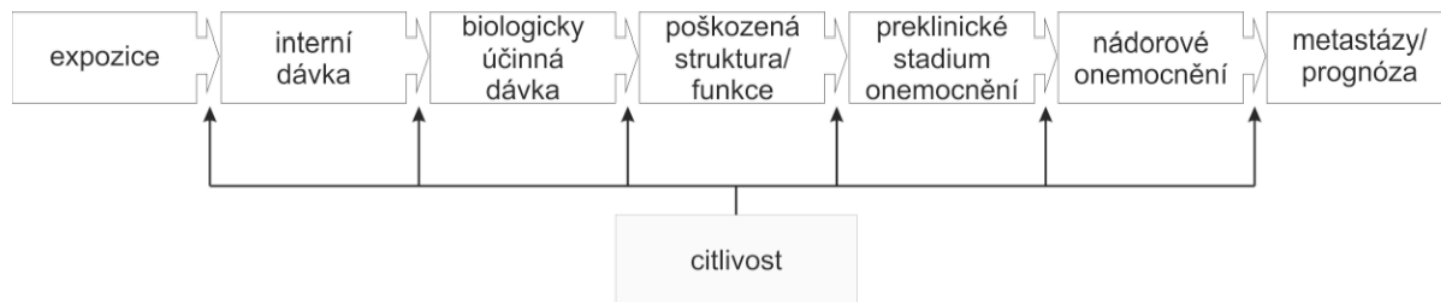 expozice
interní
dávka
biologicky
účinná
dávka
poškozená
struktura/
funkce
preklinické
stadium
onemocnění
nádorové
onemocnění
metastázy/
prognóza
citlivost